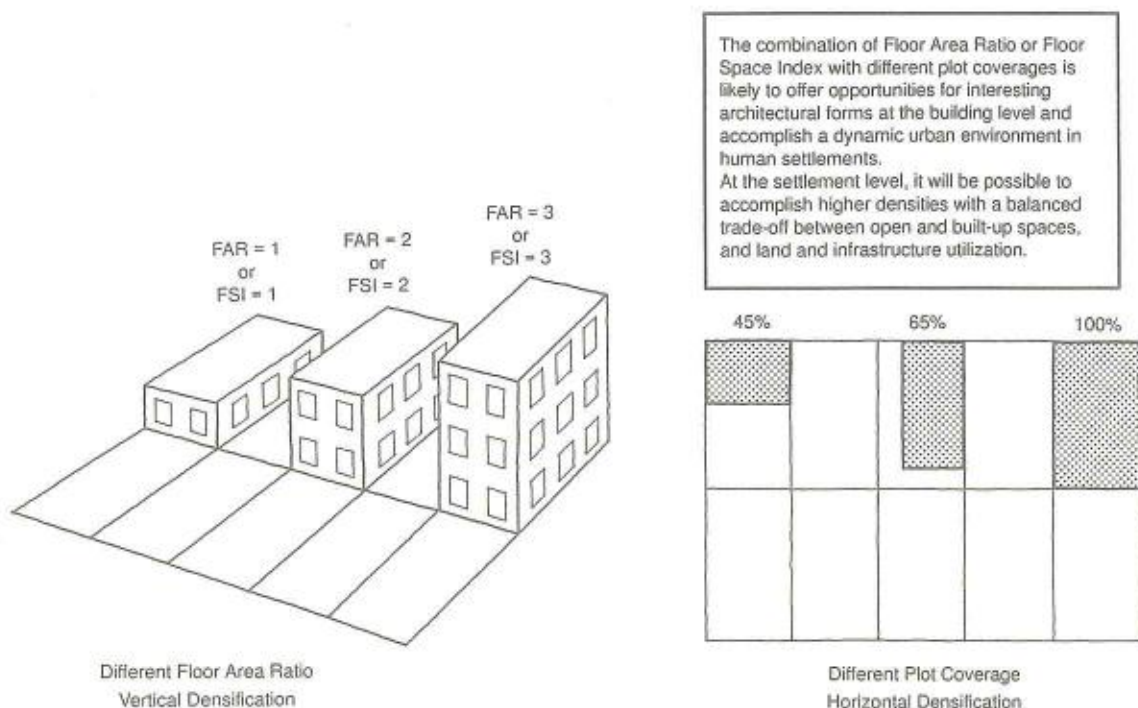 FAR = 1
or
FSI = 1
FAR = 2
or
FSI = 2
FAR = 3
or
FSI = 3
Different Floor Area Ratio
Vertical Densification
The combination of Floor Area Ratio or Floor
Space Index with different plot coverages is
likely to offer opportunities for interesting
architectural forms at the building level and
accomplish a dynamic urban environment in
human settlements.
At the settlement level, it will be possible to
accomplish higher densities with a balanced
trade-off between open and built-up spaces,
and land and infrastructure utilization.
45%
65%
100%
Different Plot Coverage
Horizontal Densification